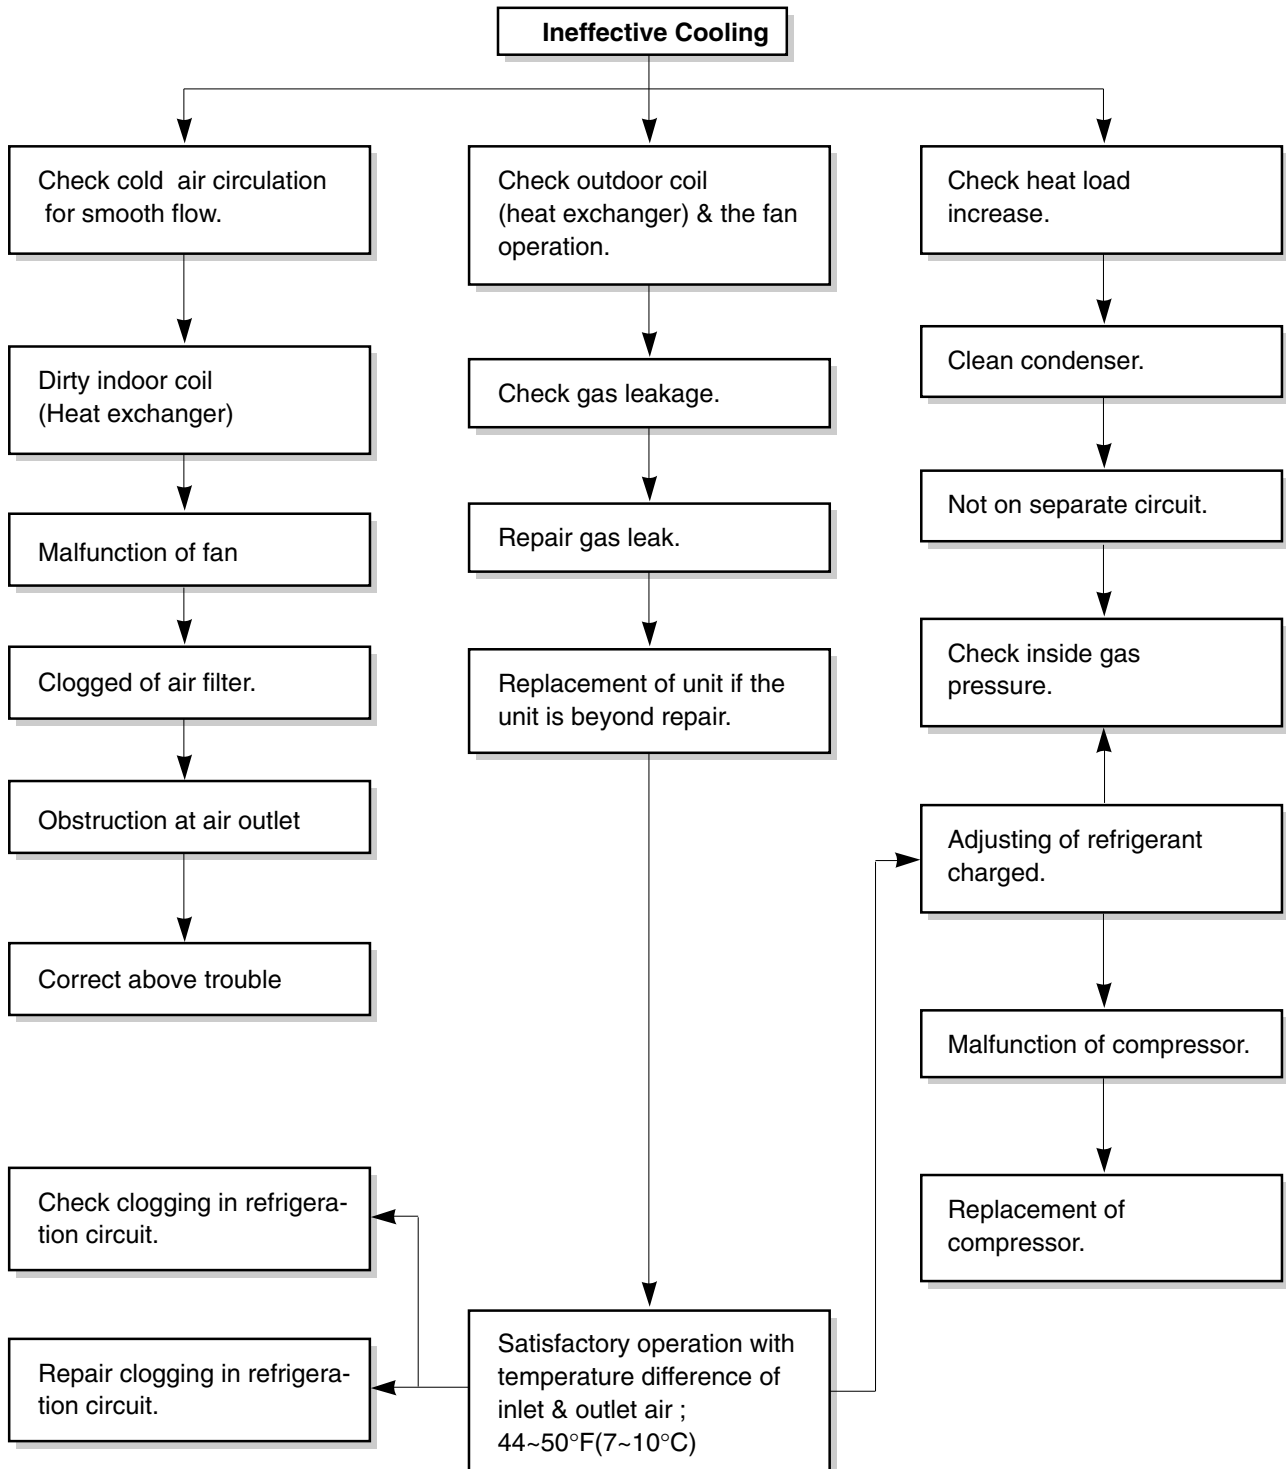 Ineffective Cooling
Check cold air circulation
for smooth flow.
Dirty indoor coil
(Heat exchanger)
Malfunction of fan
Clogged of air filter.
Obstruction at air outlet
Correct above trouble
Check clogging in refrigera-
tion circuit.
Repair clogging in refrigera-
tion circuit.
Check outdoor coil
(heat exchanger) & the fan
operation.
Check gas leakage.
Repair gas leak.
Replacement of unit if the
unit is beyond repair.
Satisfactory operation with
temperature difference of
inlet & outlet air ;
44~50°F(7~10°C)
Check heat load
increase.
Clean condenser.
Not on separate circuit.
Check inside gas
pressure.
Adjusting of refrigerant
charged.
Malfunction of compressor.
Replacement of
compressor.